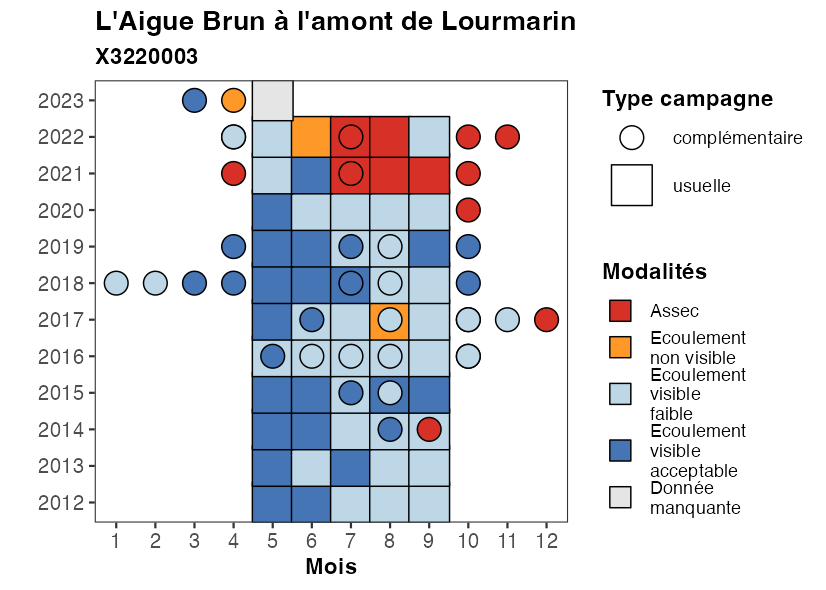 L'Aigue Brun à l'amont de Lourmarin
X3220003
2023
2022
2021
2020
2019
2018
2017
2016
2015
2014
2013
2012
1 2 3 4 5 6 7 8 9 10 11 12
Mois
Type campagne
complémentaire
usuelle
Modalités
Assec
Ecoulement
non visible
Ecoulement
visible
faible
Ecoulement
visible
acceptable
Donnée
manquante